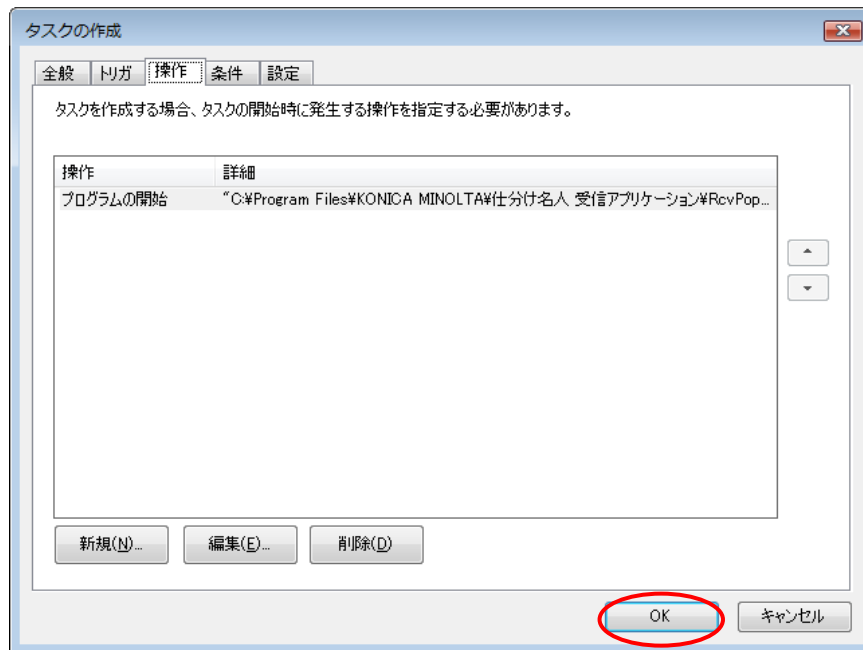 タスクの作成
全般 トリガ 操作 条件 設定
タスクを作成する場合、タスクの開始時に発生する操作を指定する必要があります。
操作 詳細
プログラムの開始 "C:¥Program Files¥KONICA MINOLTA¥仕分け名人 受信アプリケーション¥RcvPop...
新規(N)... 編集(E)... 削除(D)
OK キャンセル